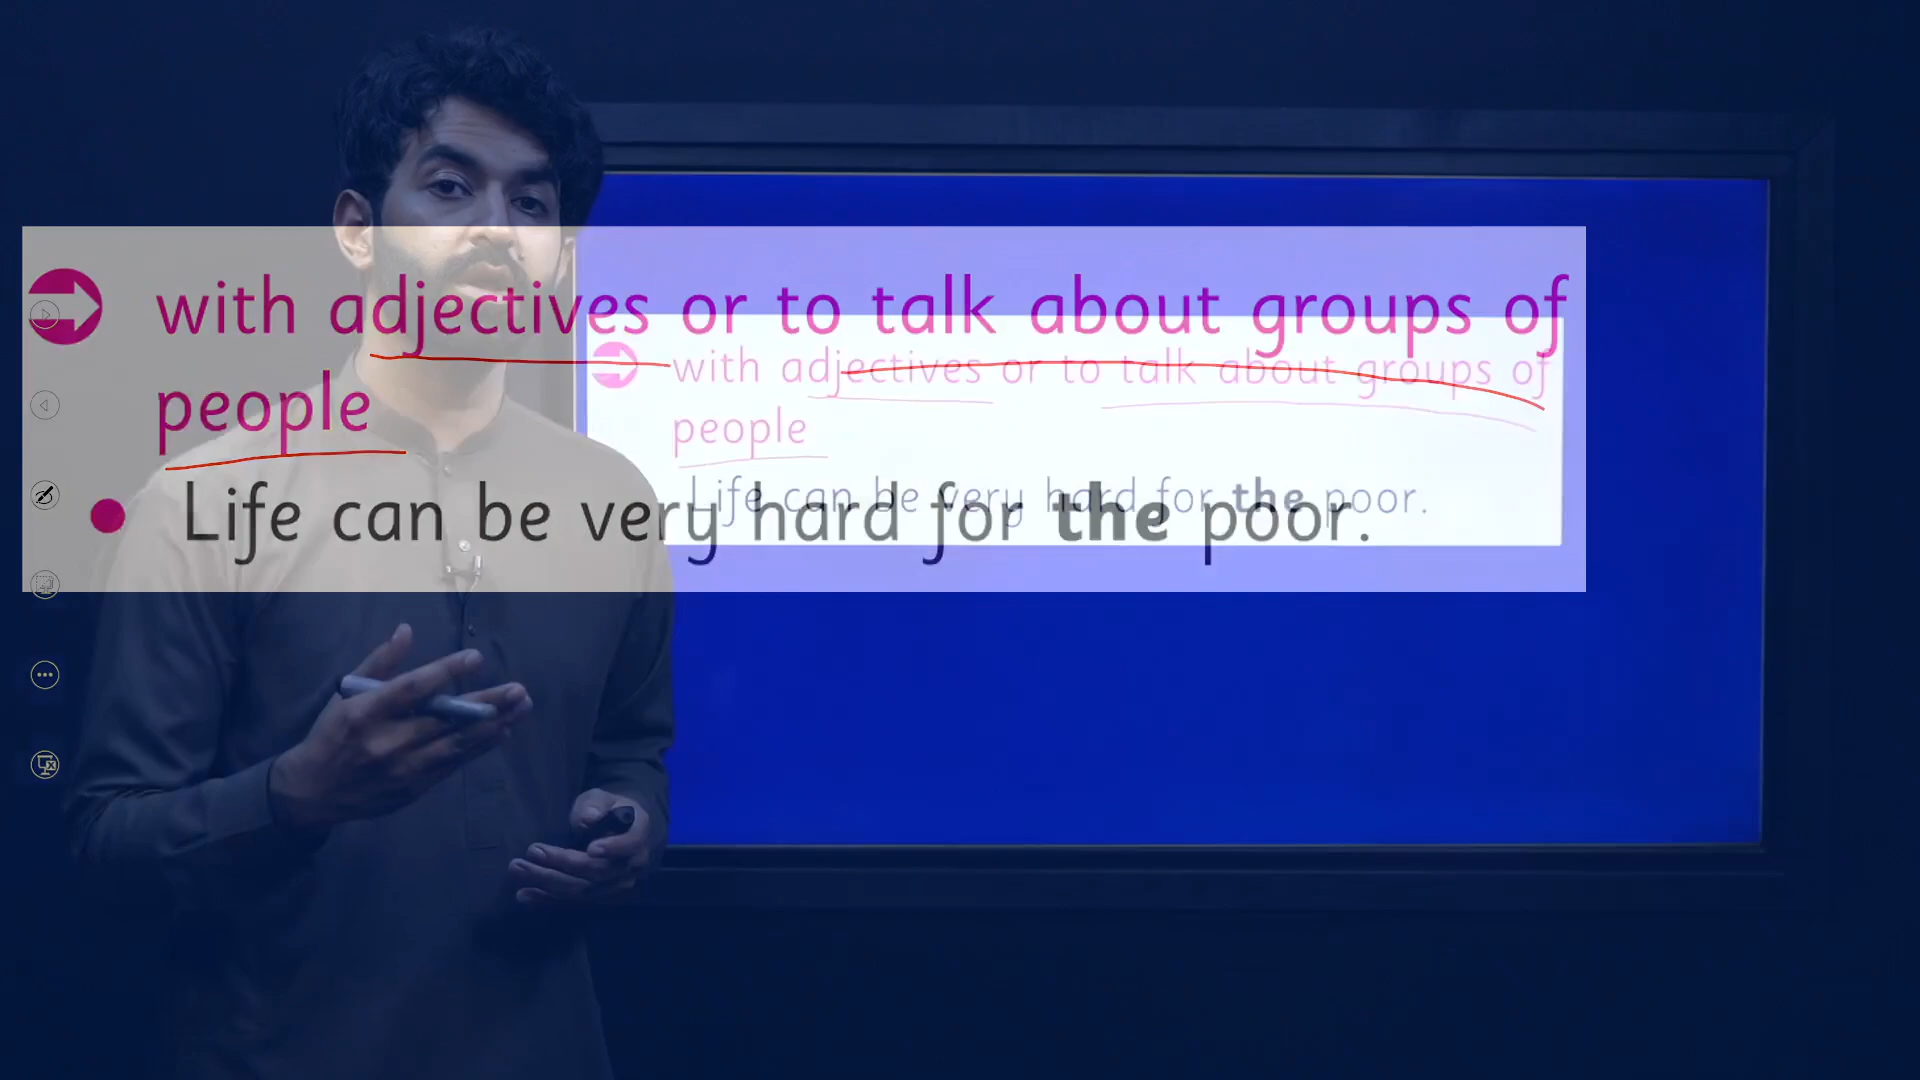 with adjectives or to talk about groups of
people
Life can be very hard for the poor.
with adjectives or to talk about groups of
people
Life can be very hard for the poor.